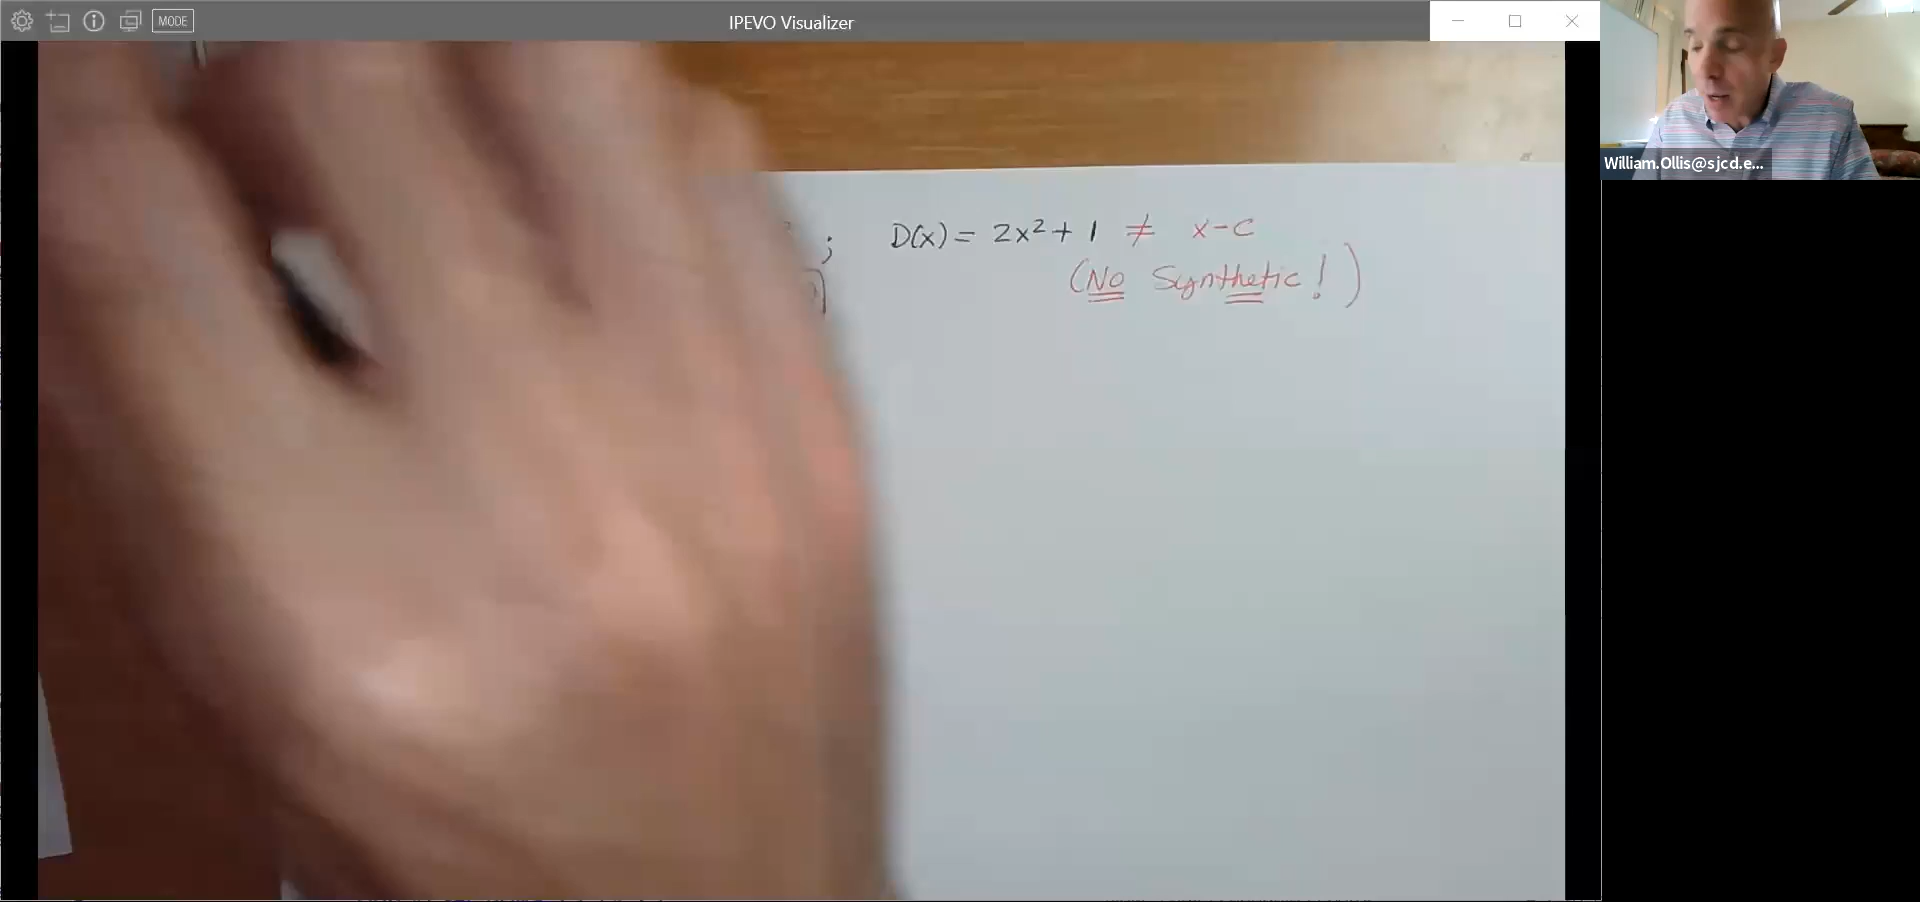 MODE
IPEVO Visualizer
; D(x) = 2x²+ 1 ≠ x-c
(No Synthetic! )
William.Ollis@sjcd.e...